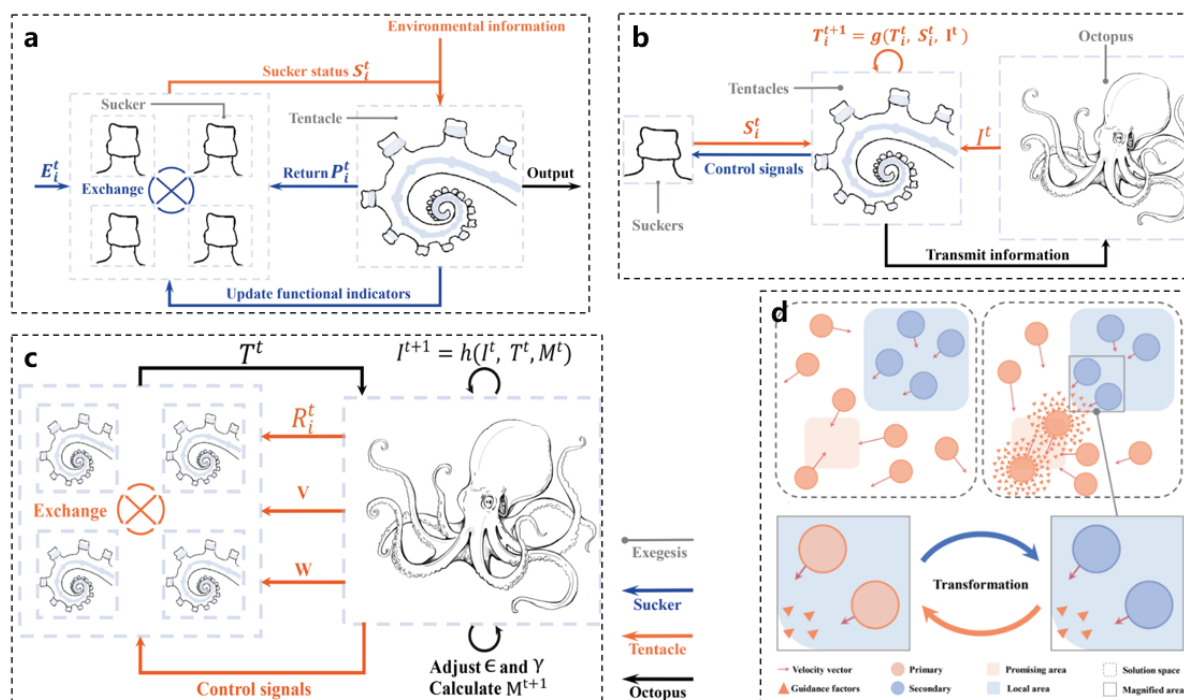 a
Environmental information
Sucker status S_i^t
Sucker
Tentacle
E_i^t
Exchange
Return P_i^t
Output
Update functional indicators
b
T_i^{t+1} = g(T_i^t, S_i^t, I^t)
Octopus
Tentacles
S_i^t
Control signals
I^t
Suckers
Transmit information
c
T^t
I^{t+1} = h(I^t, T^t, M^t)
R_i^t
Exchange
V
W
Control signals
Adjust ϵ and γ
Calculate M^{t+1}
Exegesis
Sucker
Tentacle
Octopus
d
Transformation
Velocity vector
Primary
Promising area
Solution space
Guidance factors
Secondary
Local area
Magnified area